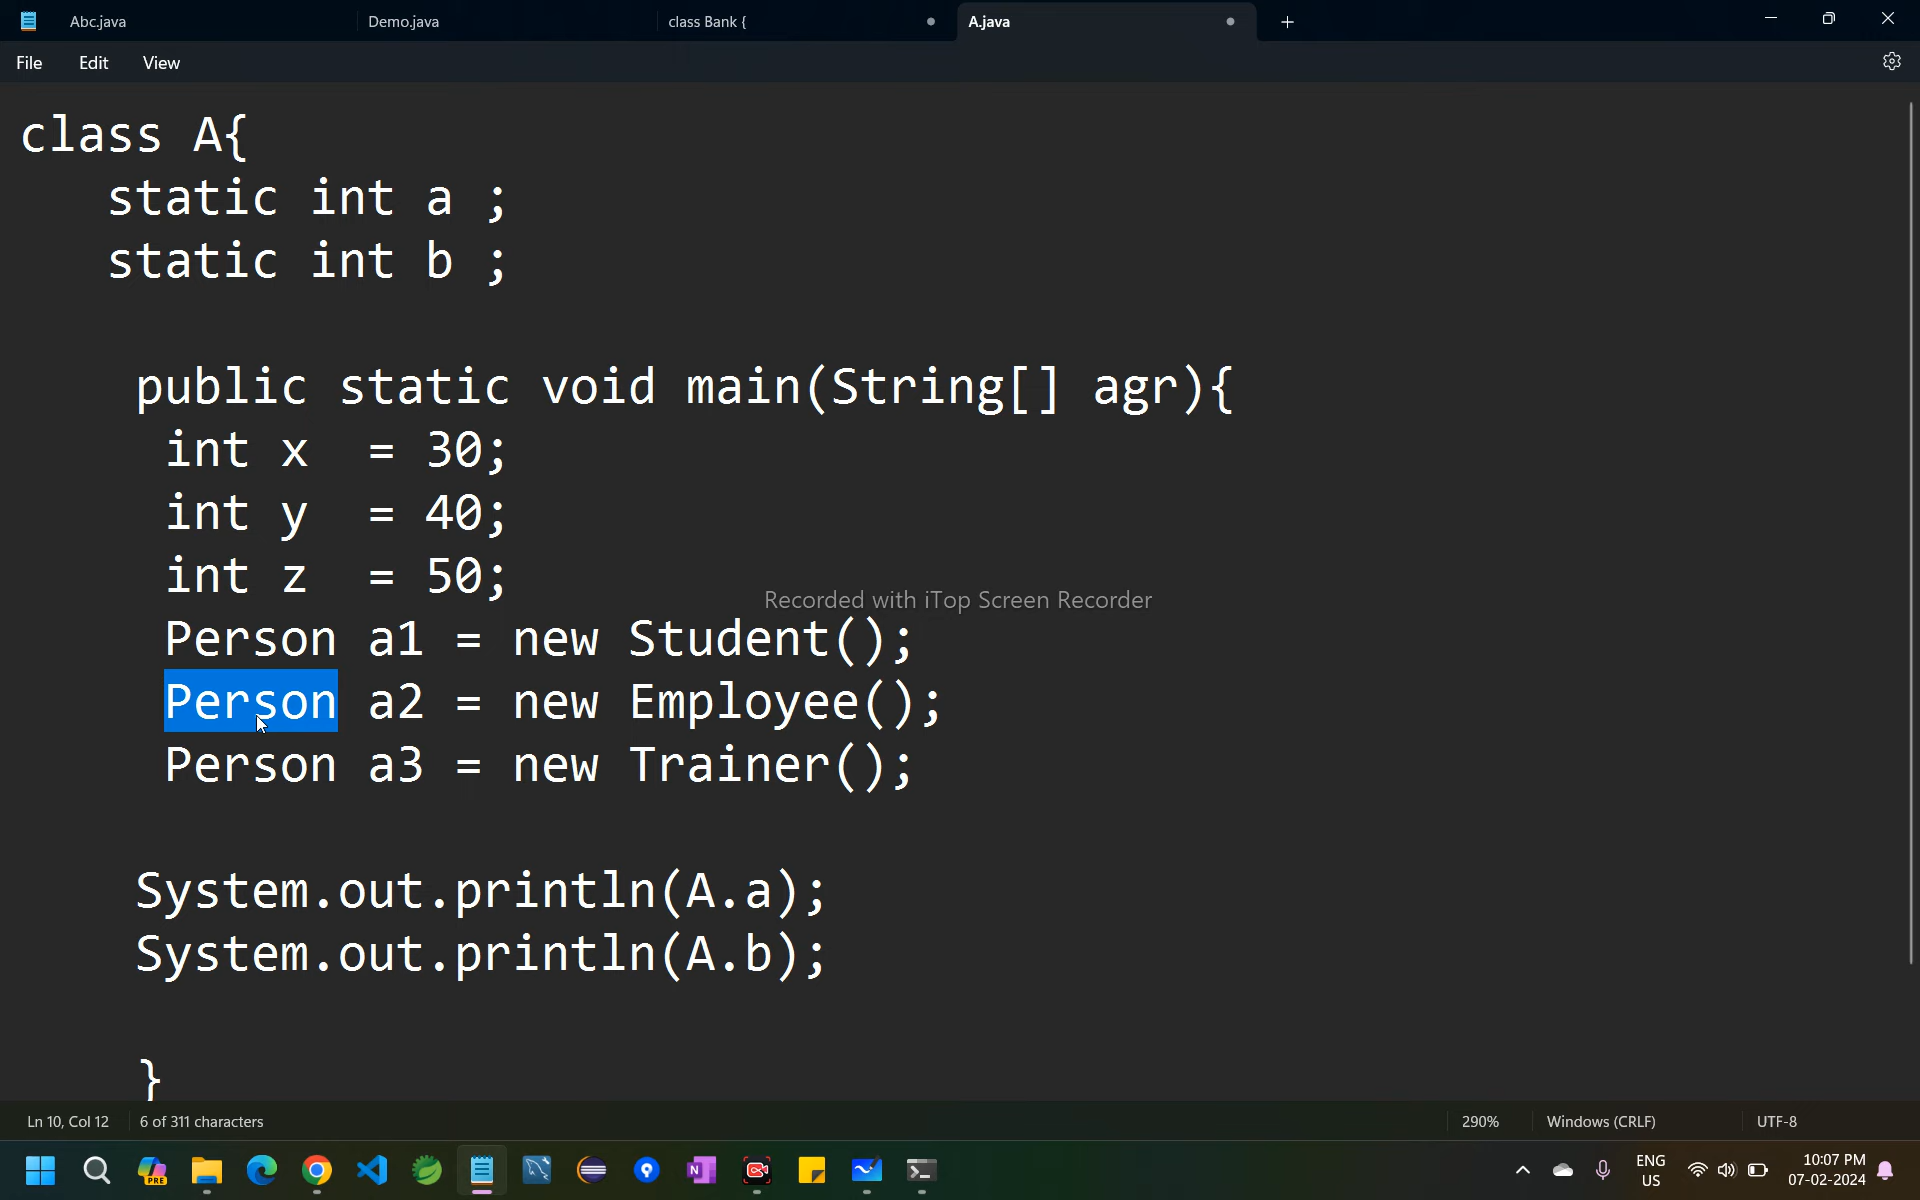 Abc.java
Demo.java
class Bank {
A.java
File Edit View
class A{
static int a ;
static int b ;
public static void main(String[] agr){
int x = 30;
int y = 40;
int z = 50;
Recorded with iTop Screen Recorder
Person a1 = new Student();
Person a2 = new Employee();
Person a3 = new Trainer();
System.out.println(A.a);
System.out.println(A.b);
}
Ln 10, Col 12 6 of 311 characters 290% Windows (CRLF) UTF-8
PRE
N
ENG
US
10:07 PM
07-02-2024